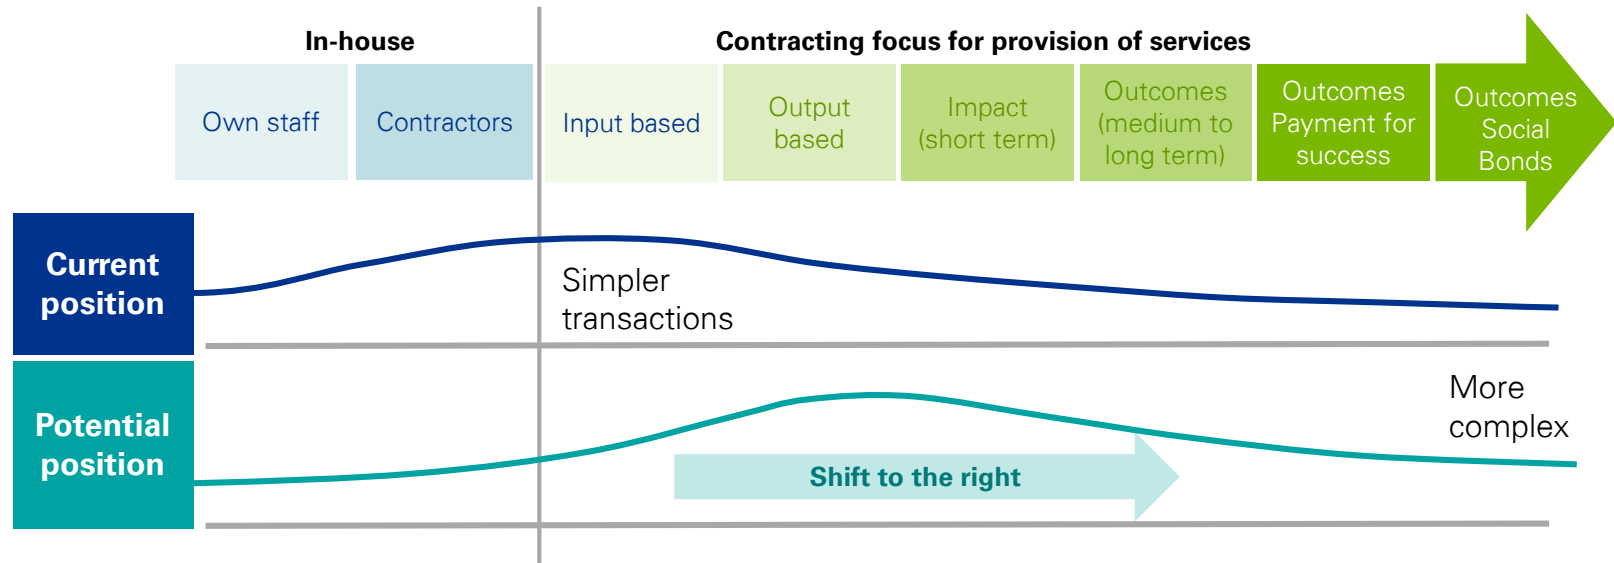 In-house
Contracting focus for provision of services
Own staff
Contractors
Input based
Output
based
Impact
(short term)
Outcomes
(medium to
long term)
Outcomes
Payment for
success
Outcomes
Social
Bonds
Current
position
Simpler
transactions
Potential
position
More
complex
Shift to the right